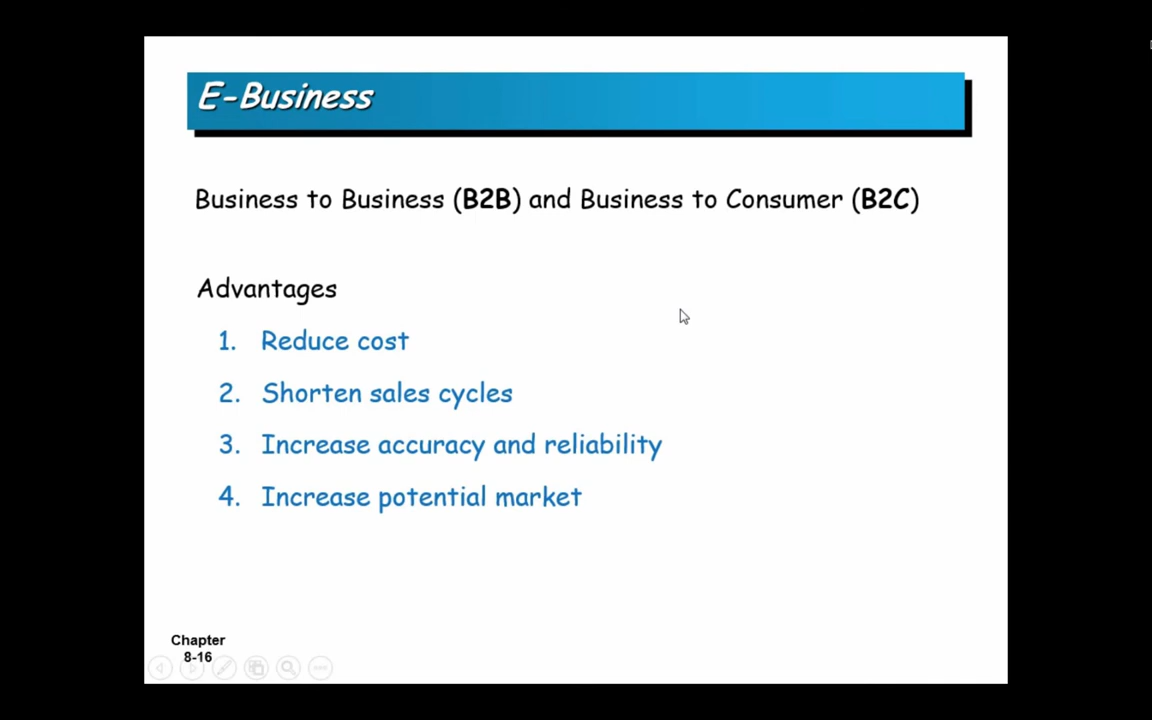 E-Business
Business to Business (B2B) and Business to Consumer (B2C)
Advantages
1. Reduce cost
2. Shorten sales cycles
3. Increase accuracy and reliability
4. Increase potential market
Chapter
8-16